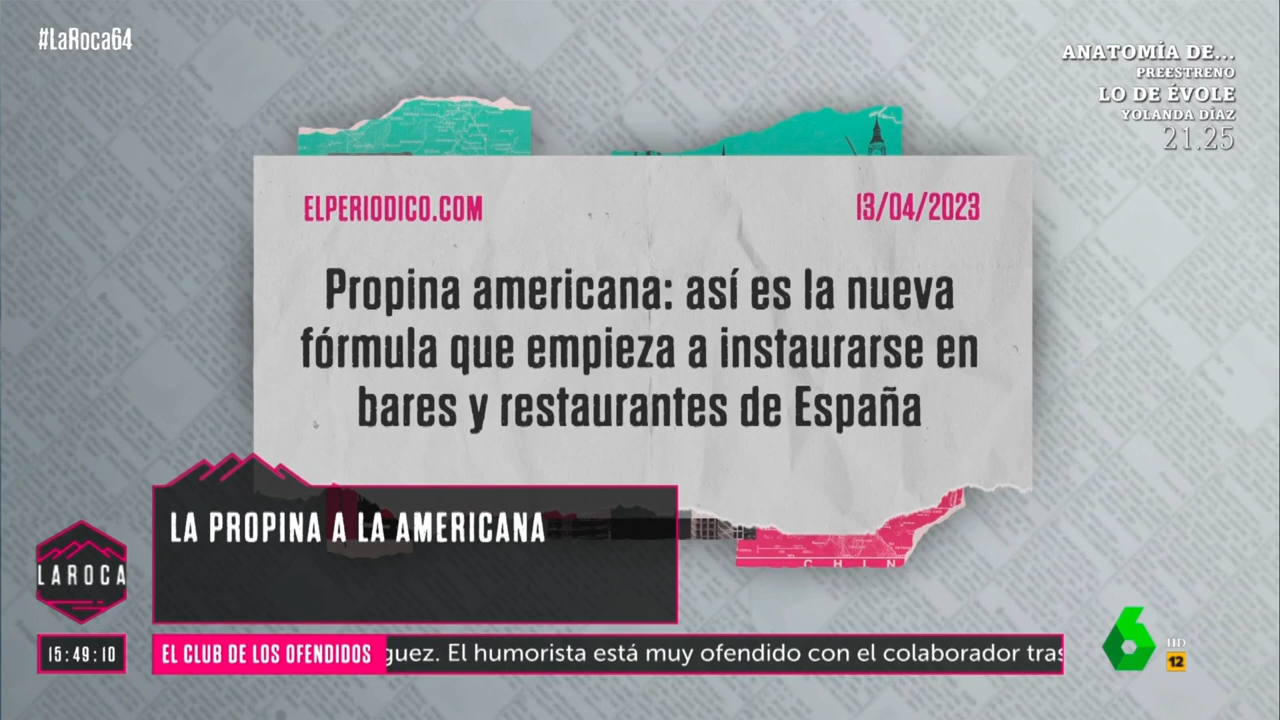 #LaRoca64
ANATOMÍA DE...
PREESTRENO
LO DE ÉVOLE
YOLANDA DÍAZ
21.25
ELPERIODICO.COM
13/04/2023
Propina americana: así es la nueva
fórmula que empieza a instaurarse en
bares y restaurantes de España
LA PROPINA A LA AMERICANA
CHIN
LAROCA
15:49:10
EL CLUB DE LOS OFENDIDOS
guez. El humorista está muy ofendido con el colaborador tras
6
HD
12